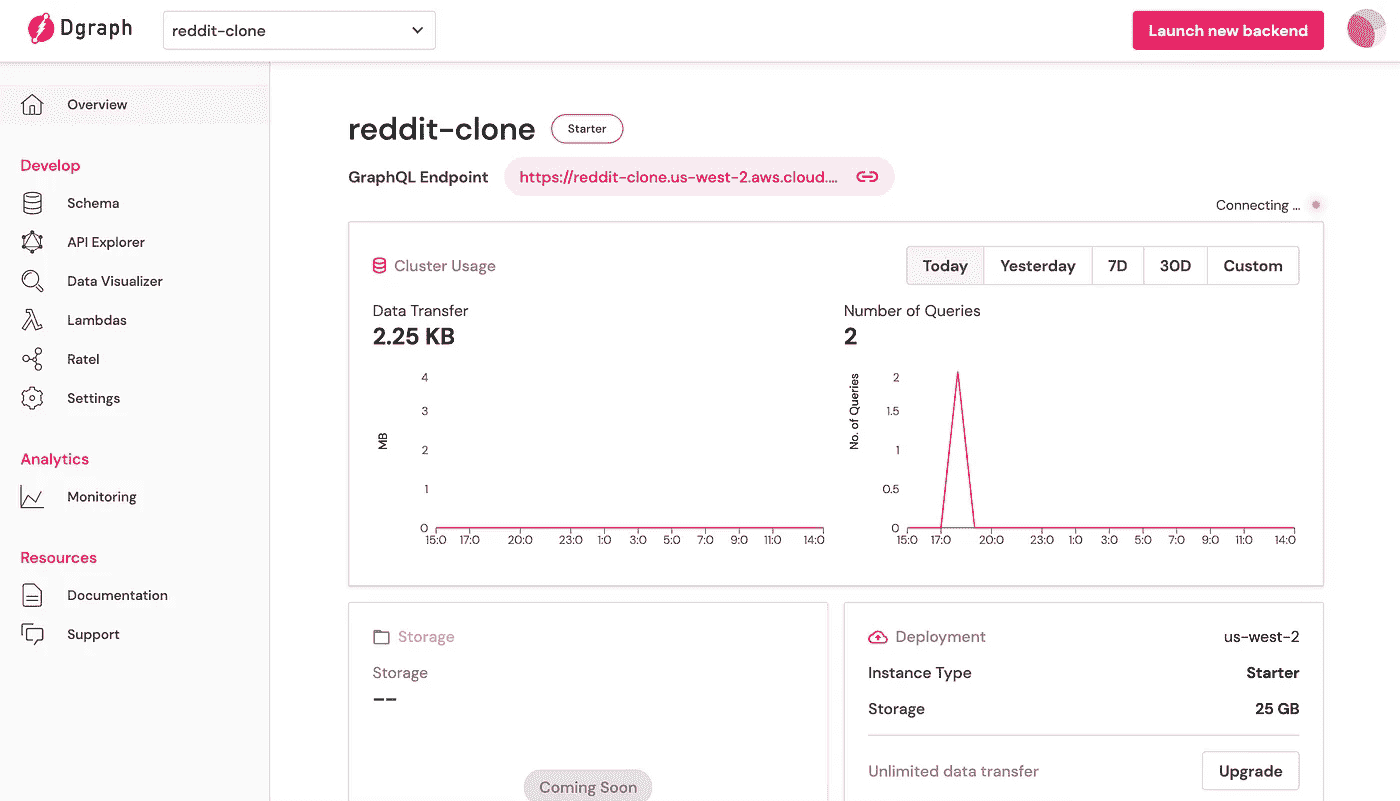 Dgraph
reddit-clone
Launch new backend
Overview
Develop
Schema
API Explorer
Data Visualizer
Lambdas
Ratel
Settings
Analytics
Monitoring
Resources
Documentation
Support
reddit-clone
Starter
GraphQL Endpoint
https://reddit-clone.us-west-2.aws.cloud....
Connecting ...
Cluster Usage
Today Yesterday 7D 30D Custom
Data Transfer
2.25 KB
MB
4
3
2
1
0
15:0 17:0 20:0 23:0 1:0 3:0 5:0 7:0 9:0 11:0 14:0
Number of Queries
2
No. of Queries
2
1.5
1
0.5
0
15:0 17:0 20:0 23:0 1:0 3:0 5:0 7:0 9:0 11:0 14:0
Storage
Storage
--
Coming Soon
Deployment us-west-2
Instance Type Starter
Storage 25 GB
Unlimited data transfer Upgrade